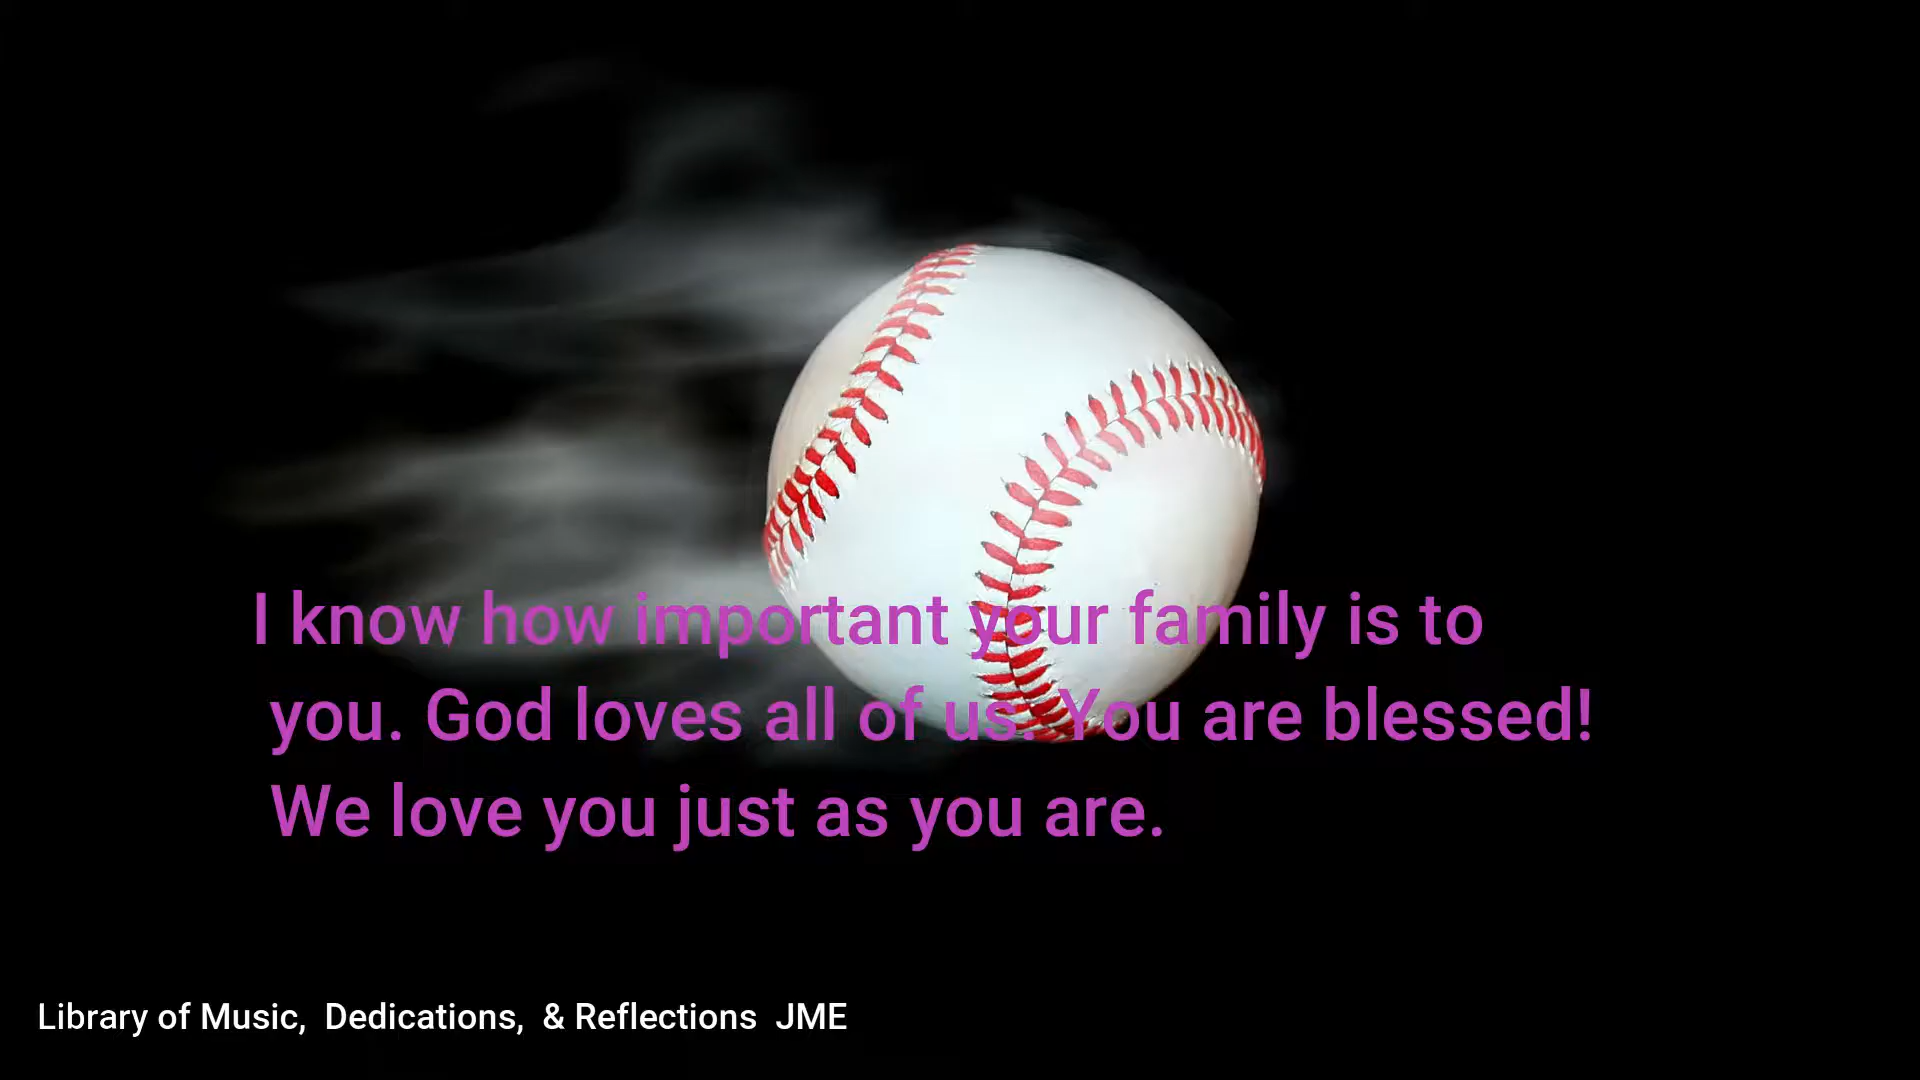 I know how important your family is to
you. God loves all of us. You are blessed!
We love you just as you are.
Library of Music, Dedications, & Reflections JME